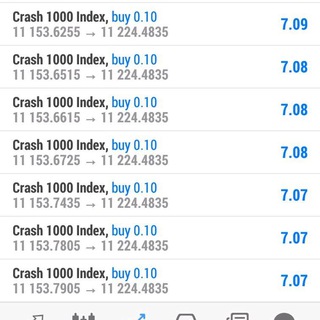 Crash 1000 Index, buy 0.10
11 153.6255 → 11 224.4835
7.09
Crash 1000 Index, buy 0.10
11 153.6515 → 11 224.4835
7.08
Crash 1000 Index, buy 0.10
11 153.6615 → 11 224.4835
7.08
Crash 1000 Index, buy 0.10
11 153.6725 → 11 224.4835
7.08
Crash 1000 Index, buy 0.10
11 153.7435 → 11 224.4835
7.07
Crash 1000 Index, buy 0.10
11 153.7805 → 11 224.4835
7.07
Crash 1000 Index, buy 0.10
11 153.7905 → 11 224.4835
7.07